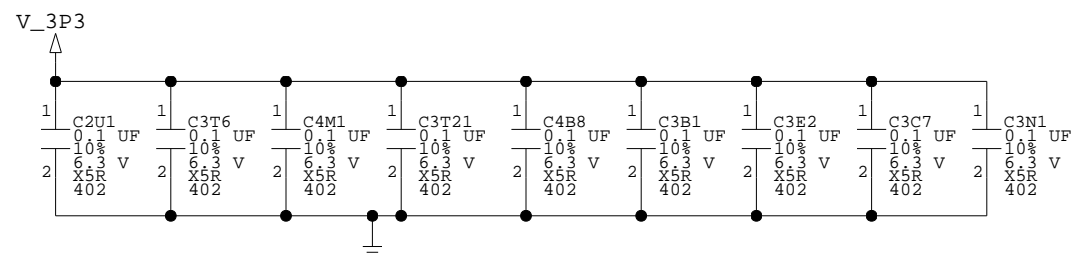 V_3P3
1
C2U1
0.1 UF
10%
6.3 V
X5R
402
2
1
C3T6
0.1 UF
10%
6.3 V
X5R
402
2
1
C4M1
0.1 UF
10%
6.3 V
X5R
402
2
1
C3T21
0.1 UF
10%
6.3 V
X5R
402
2
1
C4B8
0.1 UF
10%
6.3 V
X5R
402
2
1
C3B1
0.1 UF
10%
6.3 V
X5R
402
2
1
C3E2
0.1 UF
10%
6.3 V
X5R
402
2
1
C3C7
0.1 UF
10%
6.3 V
X5R
402
2
1
C3N1
0.1 UF
10%
6.3 V
X5R
402
2